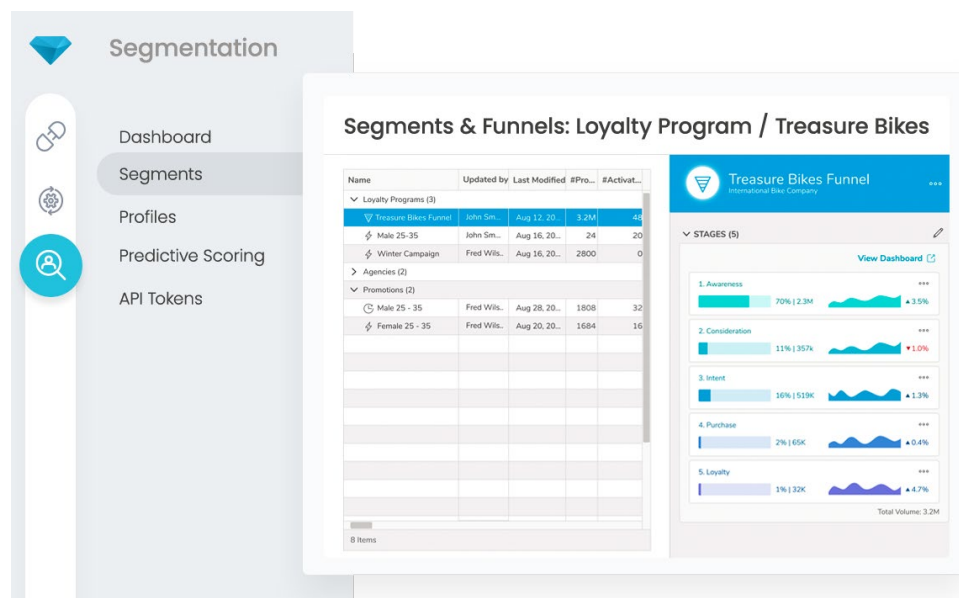 Segmentation
Dashboard
Segments
Profiles
Predictive Scoring
API Tokens
Segments & Funnels: Loyalty Program / Treasure Bikes
Name Updated by Last Modified #Pro... #Activat...
Loyalty Programs (3)
Treasure Bikes Funnel John Sm... Aug 12, 20... 3.2M 48
Male 25-35 John Sm... Aug 16, 20... 24 20
Winter Campaign Fred Wils.. Aug 16, 20... 2800 0
Agencies (2)
Promotions (2)
Male 25 - 35 Fred Wils.. Aug 28, 20... 1808 32
Female 25 - 35 Fred Wils.. Aug 20, 20... 1684 16
8 Items
Treasure Bikes Funnel
International Bike Company
STAGES (5)
View Dashboard
1. Awareness
70% | 2.3M 3.5%
2. Consideration
11% | 357k 1.0%
3. Intent
16% | 519K 1.3%
4. Purchase
2% | 65K 0.4%
5. Loyalty
1% | 32K 4.7%
Total Volume: 3.2M